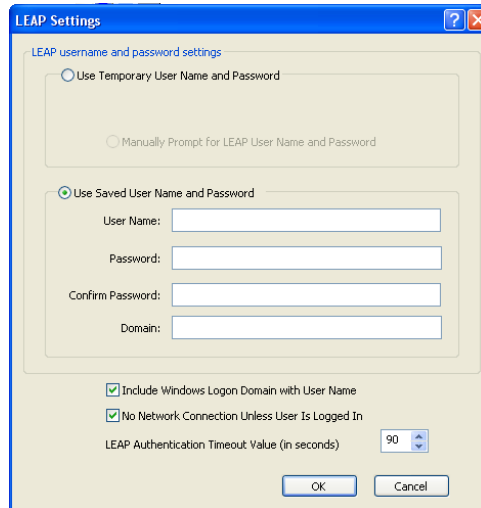 LEAP Settings
LEAP username and password settings
Use Temporary User Name and Password
Manually Prompt for LEAP User Name and Password
Use Saved User Name and Password
User Name:
Password:
Confirm Password:
Domain:
Include Windows Logon Domain with User Name
No Network Connection Unless User Is Logged In
LEAP Authentication Timeout Value (in seconds) 90
OK Cancel